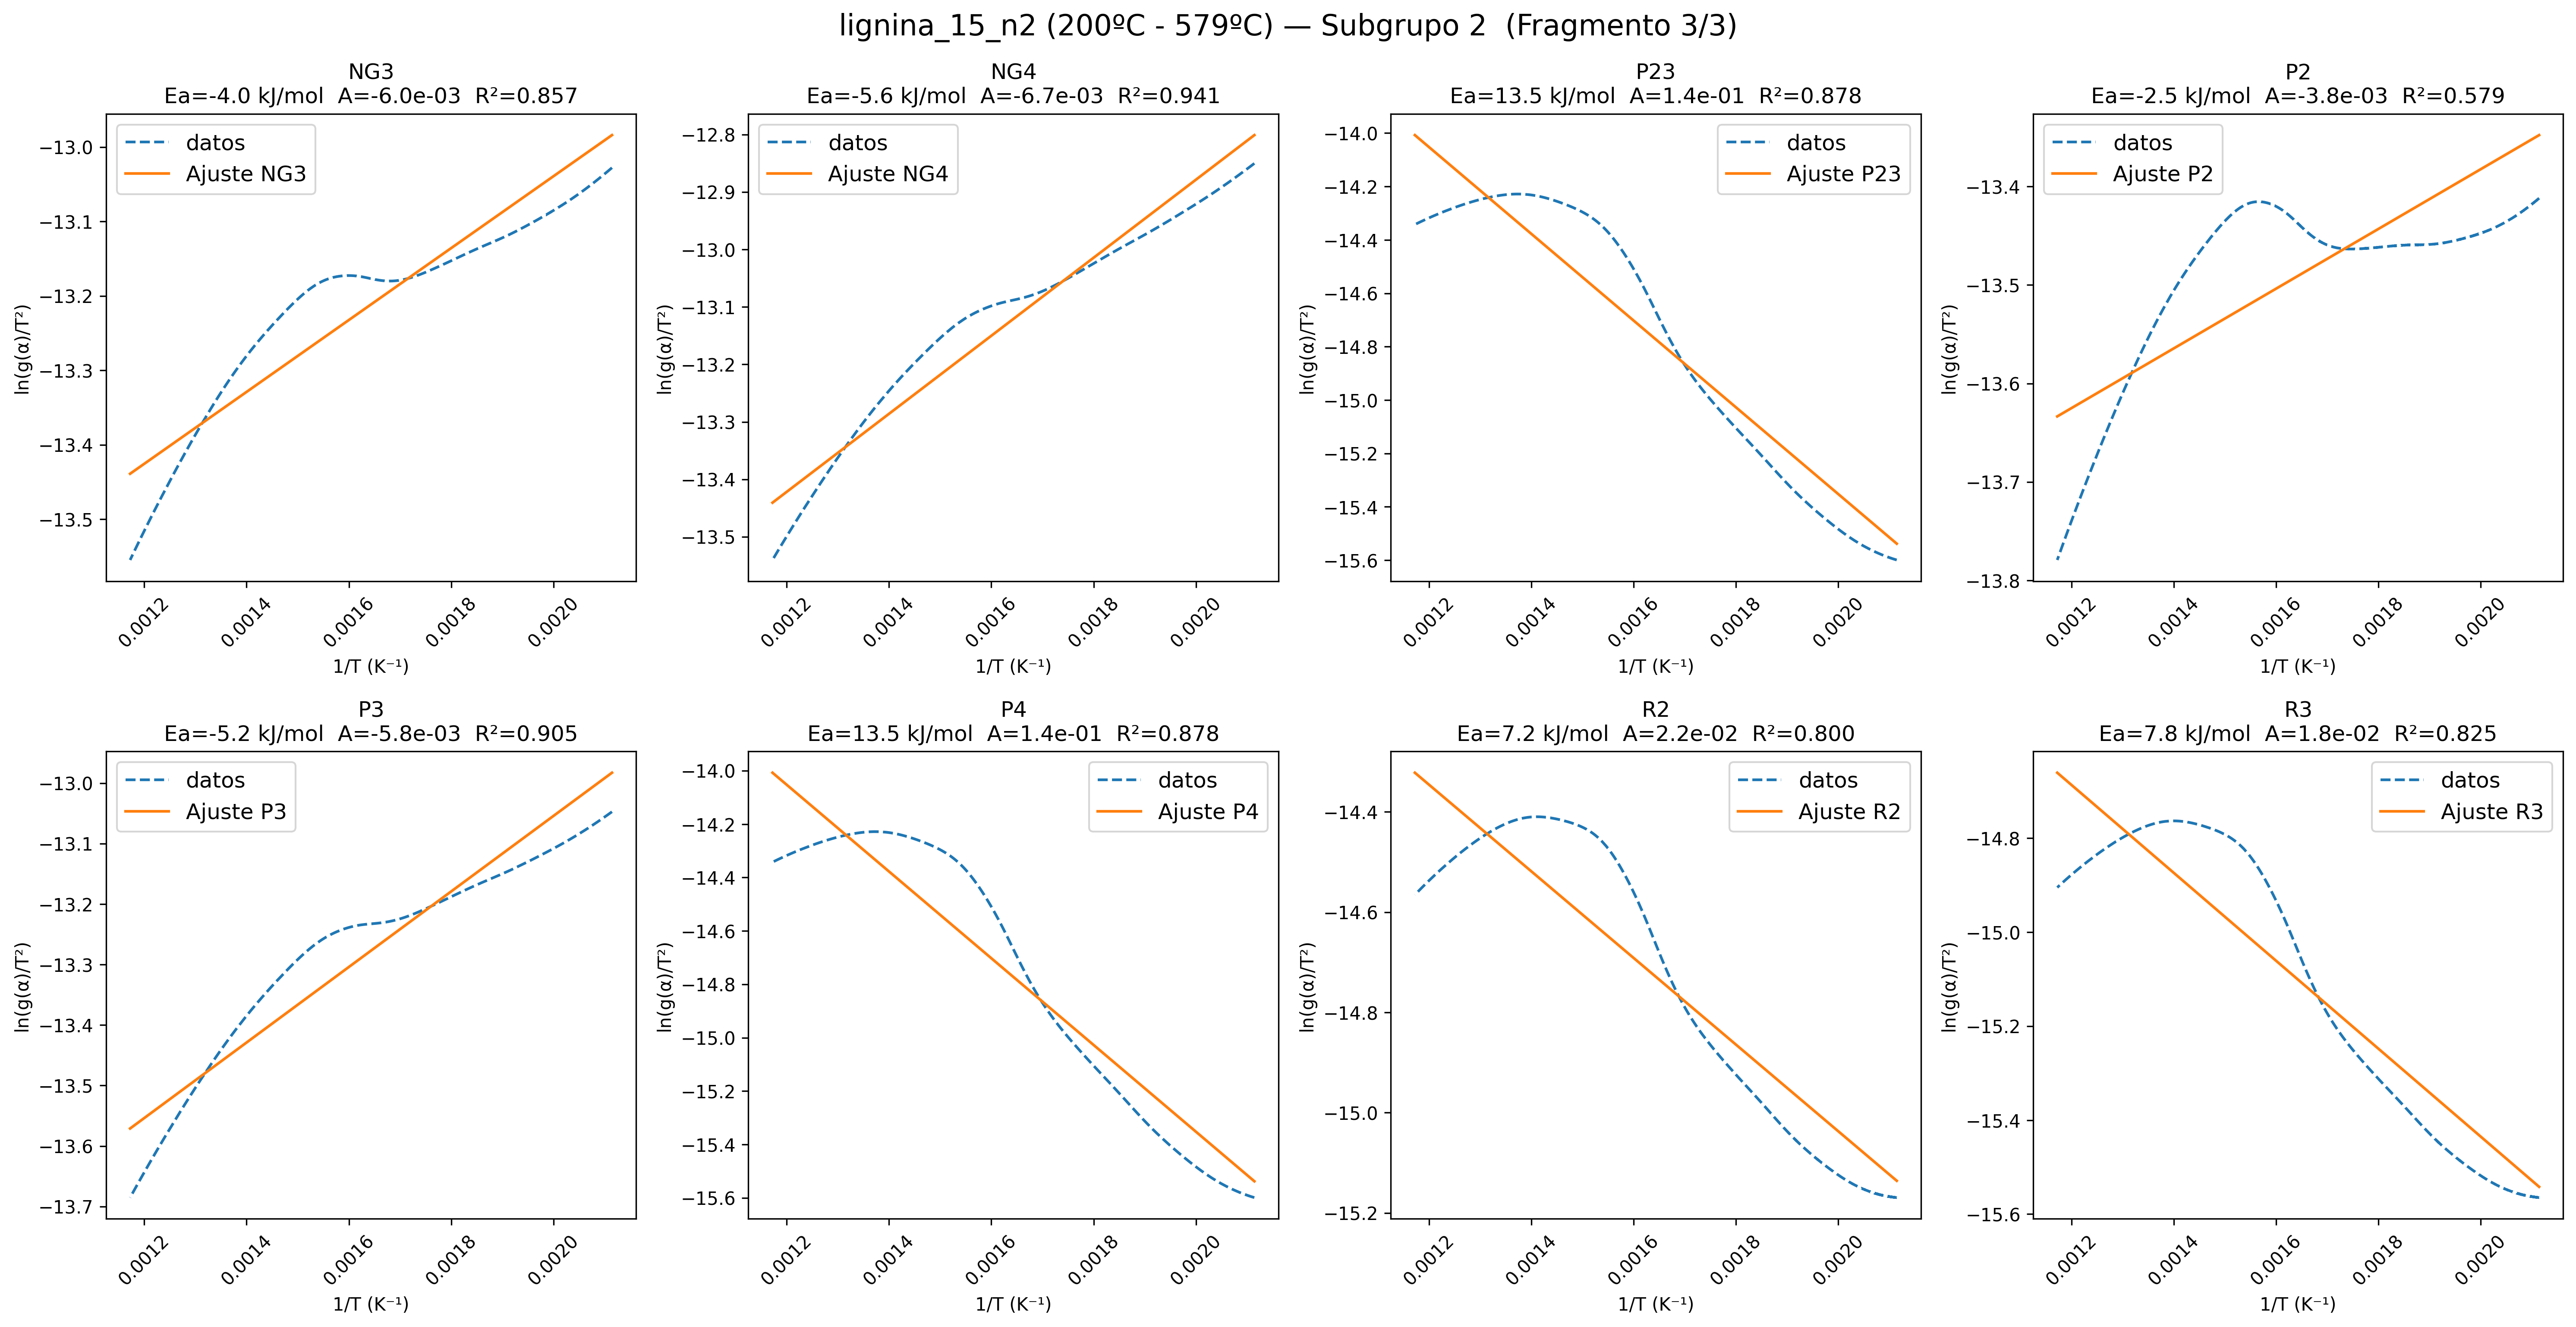 lignina_15_n2 (200ºC - 579ºC) — Subgrupo 2  (Fragmento 3/3)
NG3
Ea=-4.0 kJ/mol  A=-6.0e-03  R²=0.857
datos
Ajuste NG3
ln(g(α)/T²)
−13.0
−13.1
−13.2
−13.3
−13.4
−13.5
0.0012
0.0014
0.0016
0.0018
0.0020
1/T (K⁻¹)
NG4
Ea=-5.6 kJ/mol  A=-6.7e-03  R²=0.941
datos
Ajuste NG4
ln(g(α)/T²)
−12.8
−12.9
−13.0
−13.1
−13.2
−13.3
−13.4
−13.5
0.0012
0.0014
0.0016
0.0018
0.0020
1/T (K⁻¹)
P23
Ea=13.5 kJ/mol  A=1.4e-01  R²=0.878
datos
Ajuste P23
ln(g(α)/T²)
−14.0
−14.2
−14.4
−14.6
−14.8
−15.0
−15.2
−15.4
−15.6
0.0012
0.0014
0.0016
0.0018
0.0020
1/T (K⁻¹)
P2
Ea=-2.5 kJ/mol  A=-3.8e-03  R²=0.579
datos
Ajuste P2
ln(g(α)/T²)
−13.4
−13.5
−13.6
−13.7
−13.8
0.0012
0.0014
0.0016
0.0018
0.0020
1/T (K⁻¹)
P3
Ea=-5.2 kJ/mol  A=-5.8e-03  R²=0.905
datos
Ajuste P3
ln(g(α)/T²)
−13.0
−13.1
−13.2
−13.3
−13.4
−13.5
−13.6
−13.7
0.0012
0.0014
0.0016
0.0018
0.0020
1/T (K⁻¹)
P4
Ea=13.5 kJ/mol  A=1.4e-01  R²=0.878
datos
Ajuste P4
ln(g(α)/T²)
−14.0
−14.2
−14.4
−14.6
−14.8
−15.0
−15.2
−15.4
−15.6
0.0012
0.0014
0.0016
0.0018
0.0020
1/T (K⁻¹)
R2
Ea=7.2 kJ/mol  A=2.2e-02  R²=0.800
datos
Ajuste R2
ln(g(α)/T²)
−14.4
−14.6
−14.8
−15.0
−15.2
0.0012
0.0014
0.0016
0.0018
0.0020
1/T (K⁻¹)
R3
Ea=7.8 kJ/mol  A=1.8e-02  R²=0.825
datos
Ajuste R3
ln(g(α)/T²)
−14.8
−15.0
−15.2
−15.4
−15.6
0.0012
0.0014
0.0016
0.0018
0.0020
1/T (K⁻¹)